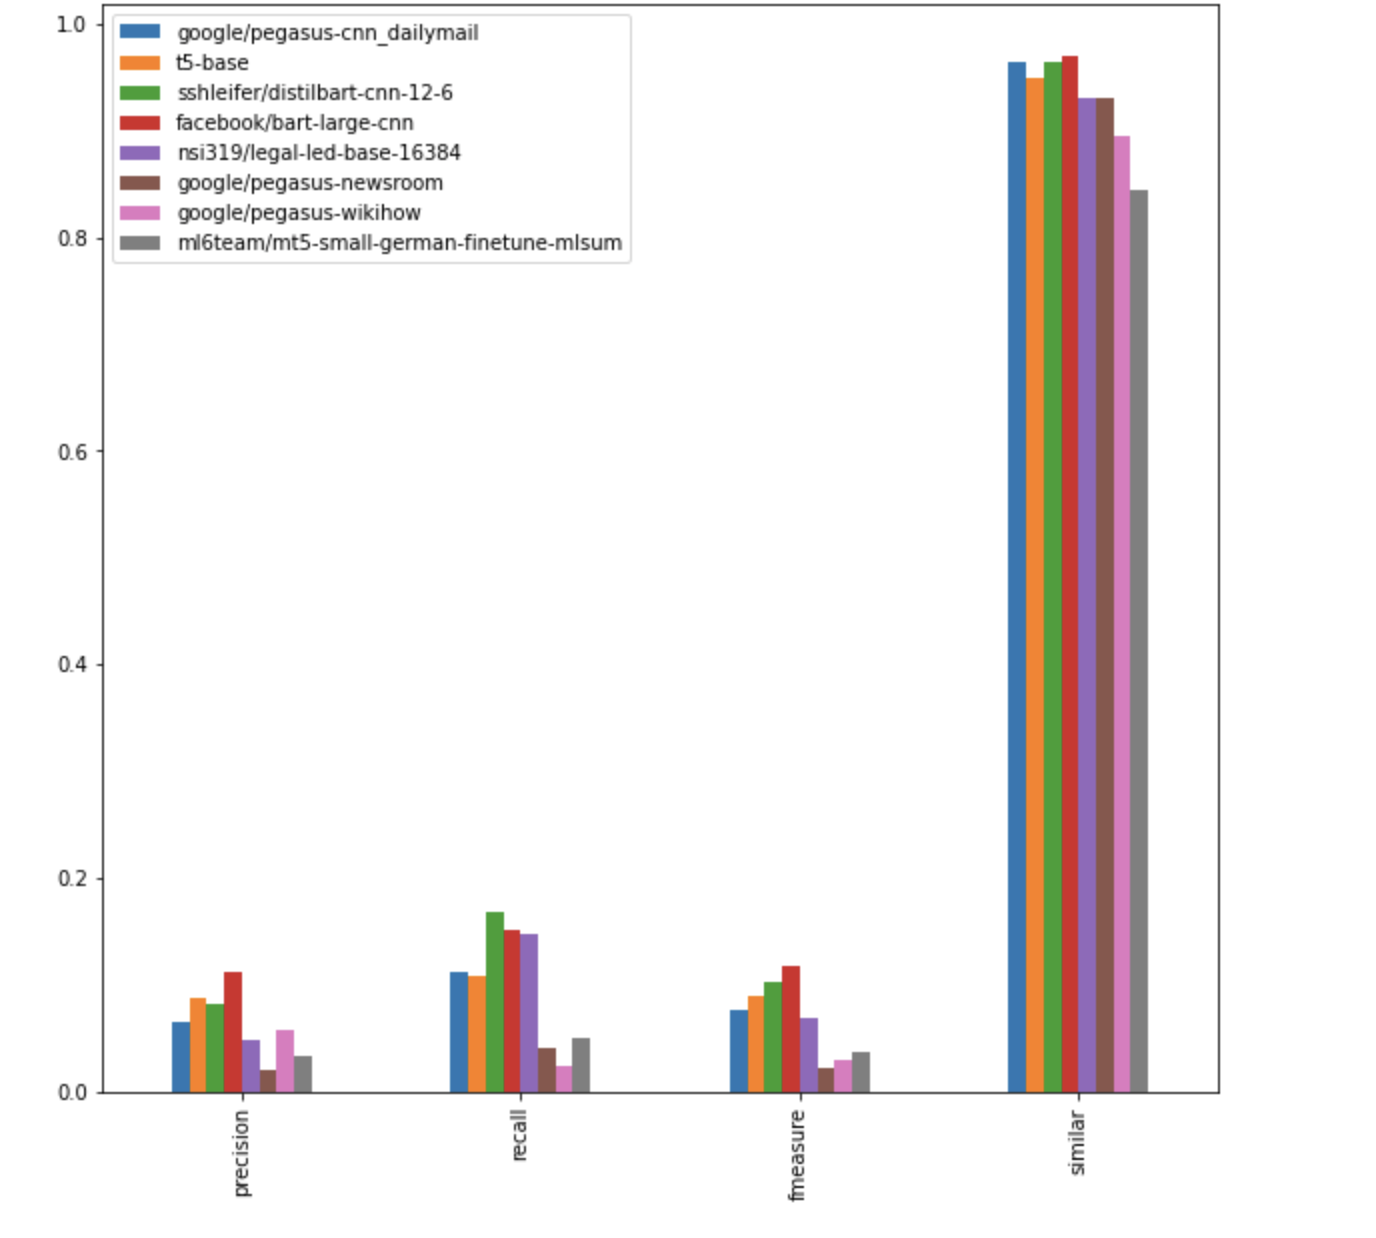 1.0
0.8
0.6
0.4
0.2
0.0
google/pegasus-cnn_dailymail
t5-base
sshleifer/distilbart-cnn-12-6
facebook/bart-large-cnn
nsi319/legal-led-base-16384
google/pegasus-newsroom
google/pegasus-wikihow
ml6team/mt5-small-german-finetune-mlsum
precision
recall
fmeasure
similar